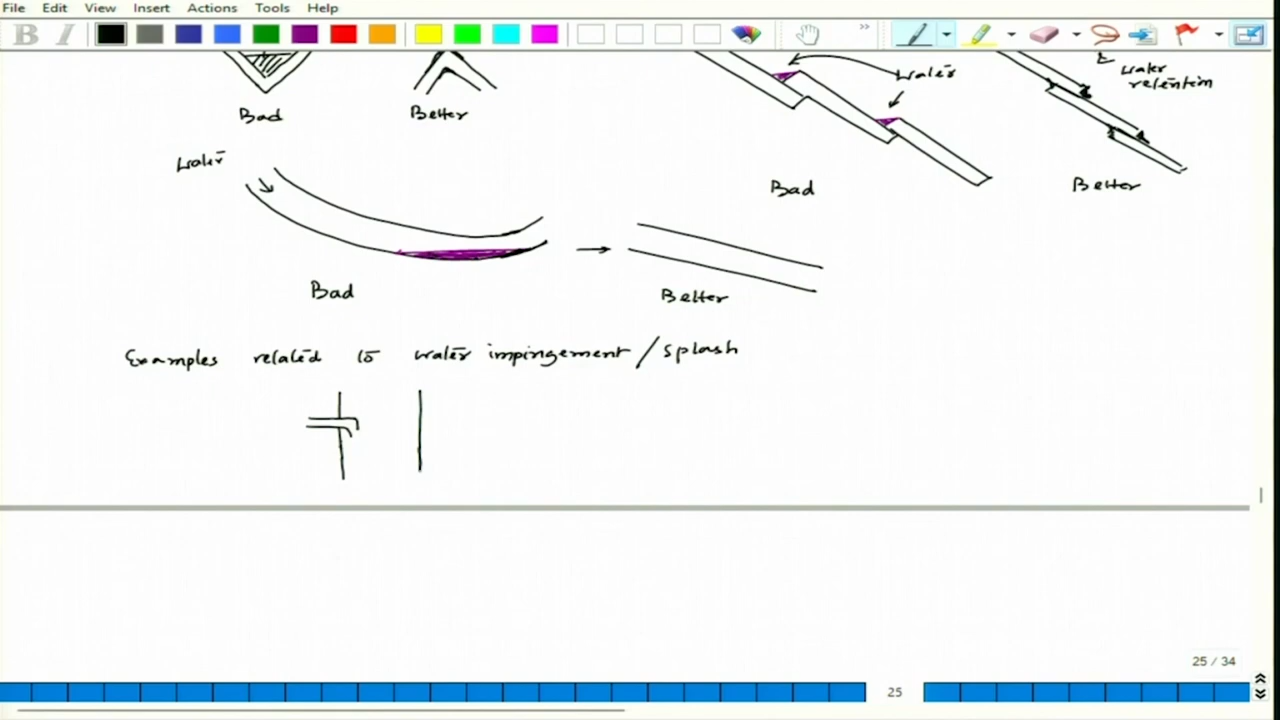 File Edit View Insert Actions Tools Help
B I
Water
water
retention
Bad Better
Water
Bad Better
Bad Better
Examples related to water impingement / splash
25 / 34
25